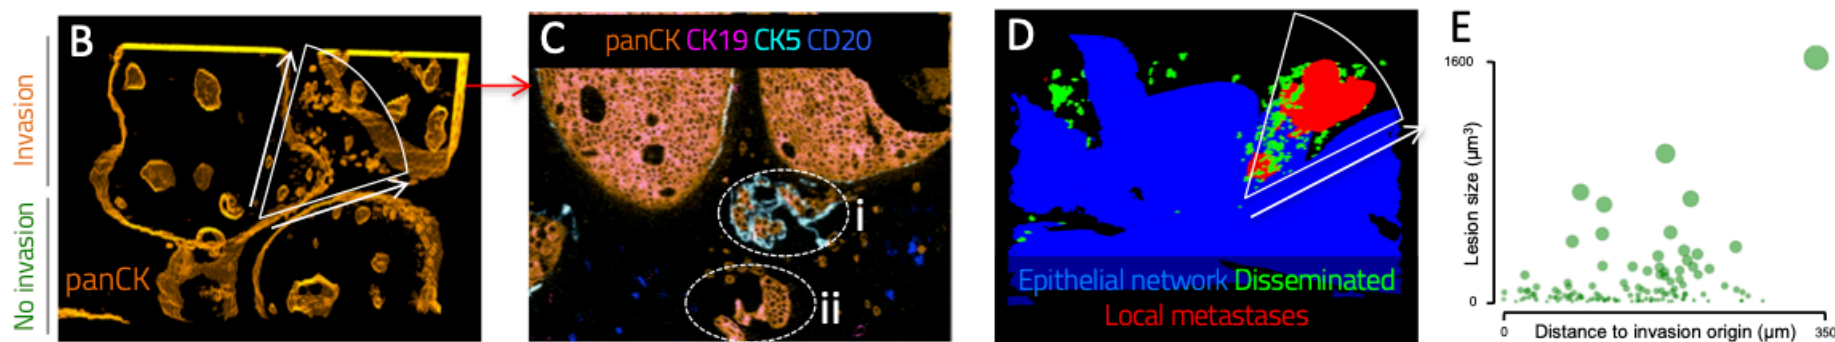 Invasion
No invasion
B
panCK
C
panCK CK19 CK5 CD20
i
ii
D
Epithelial network Disseminated
Local metastases
E
1600
Lesion size (µm³)
0
0
Distance to invasion origin (µm)
350